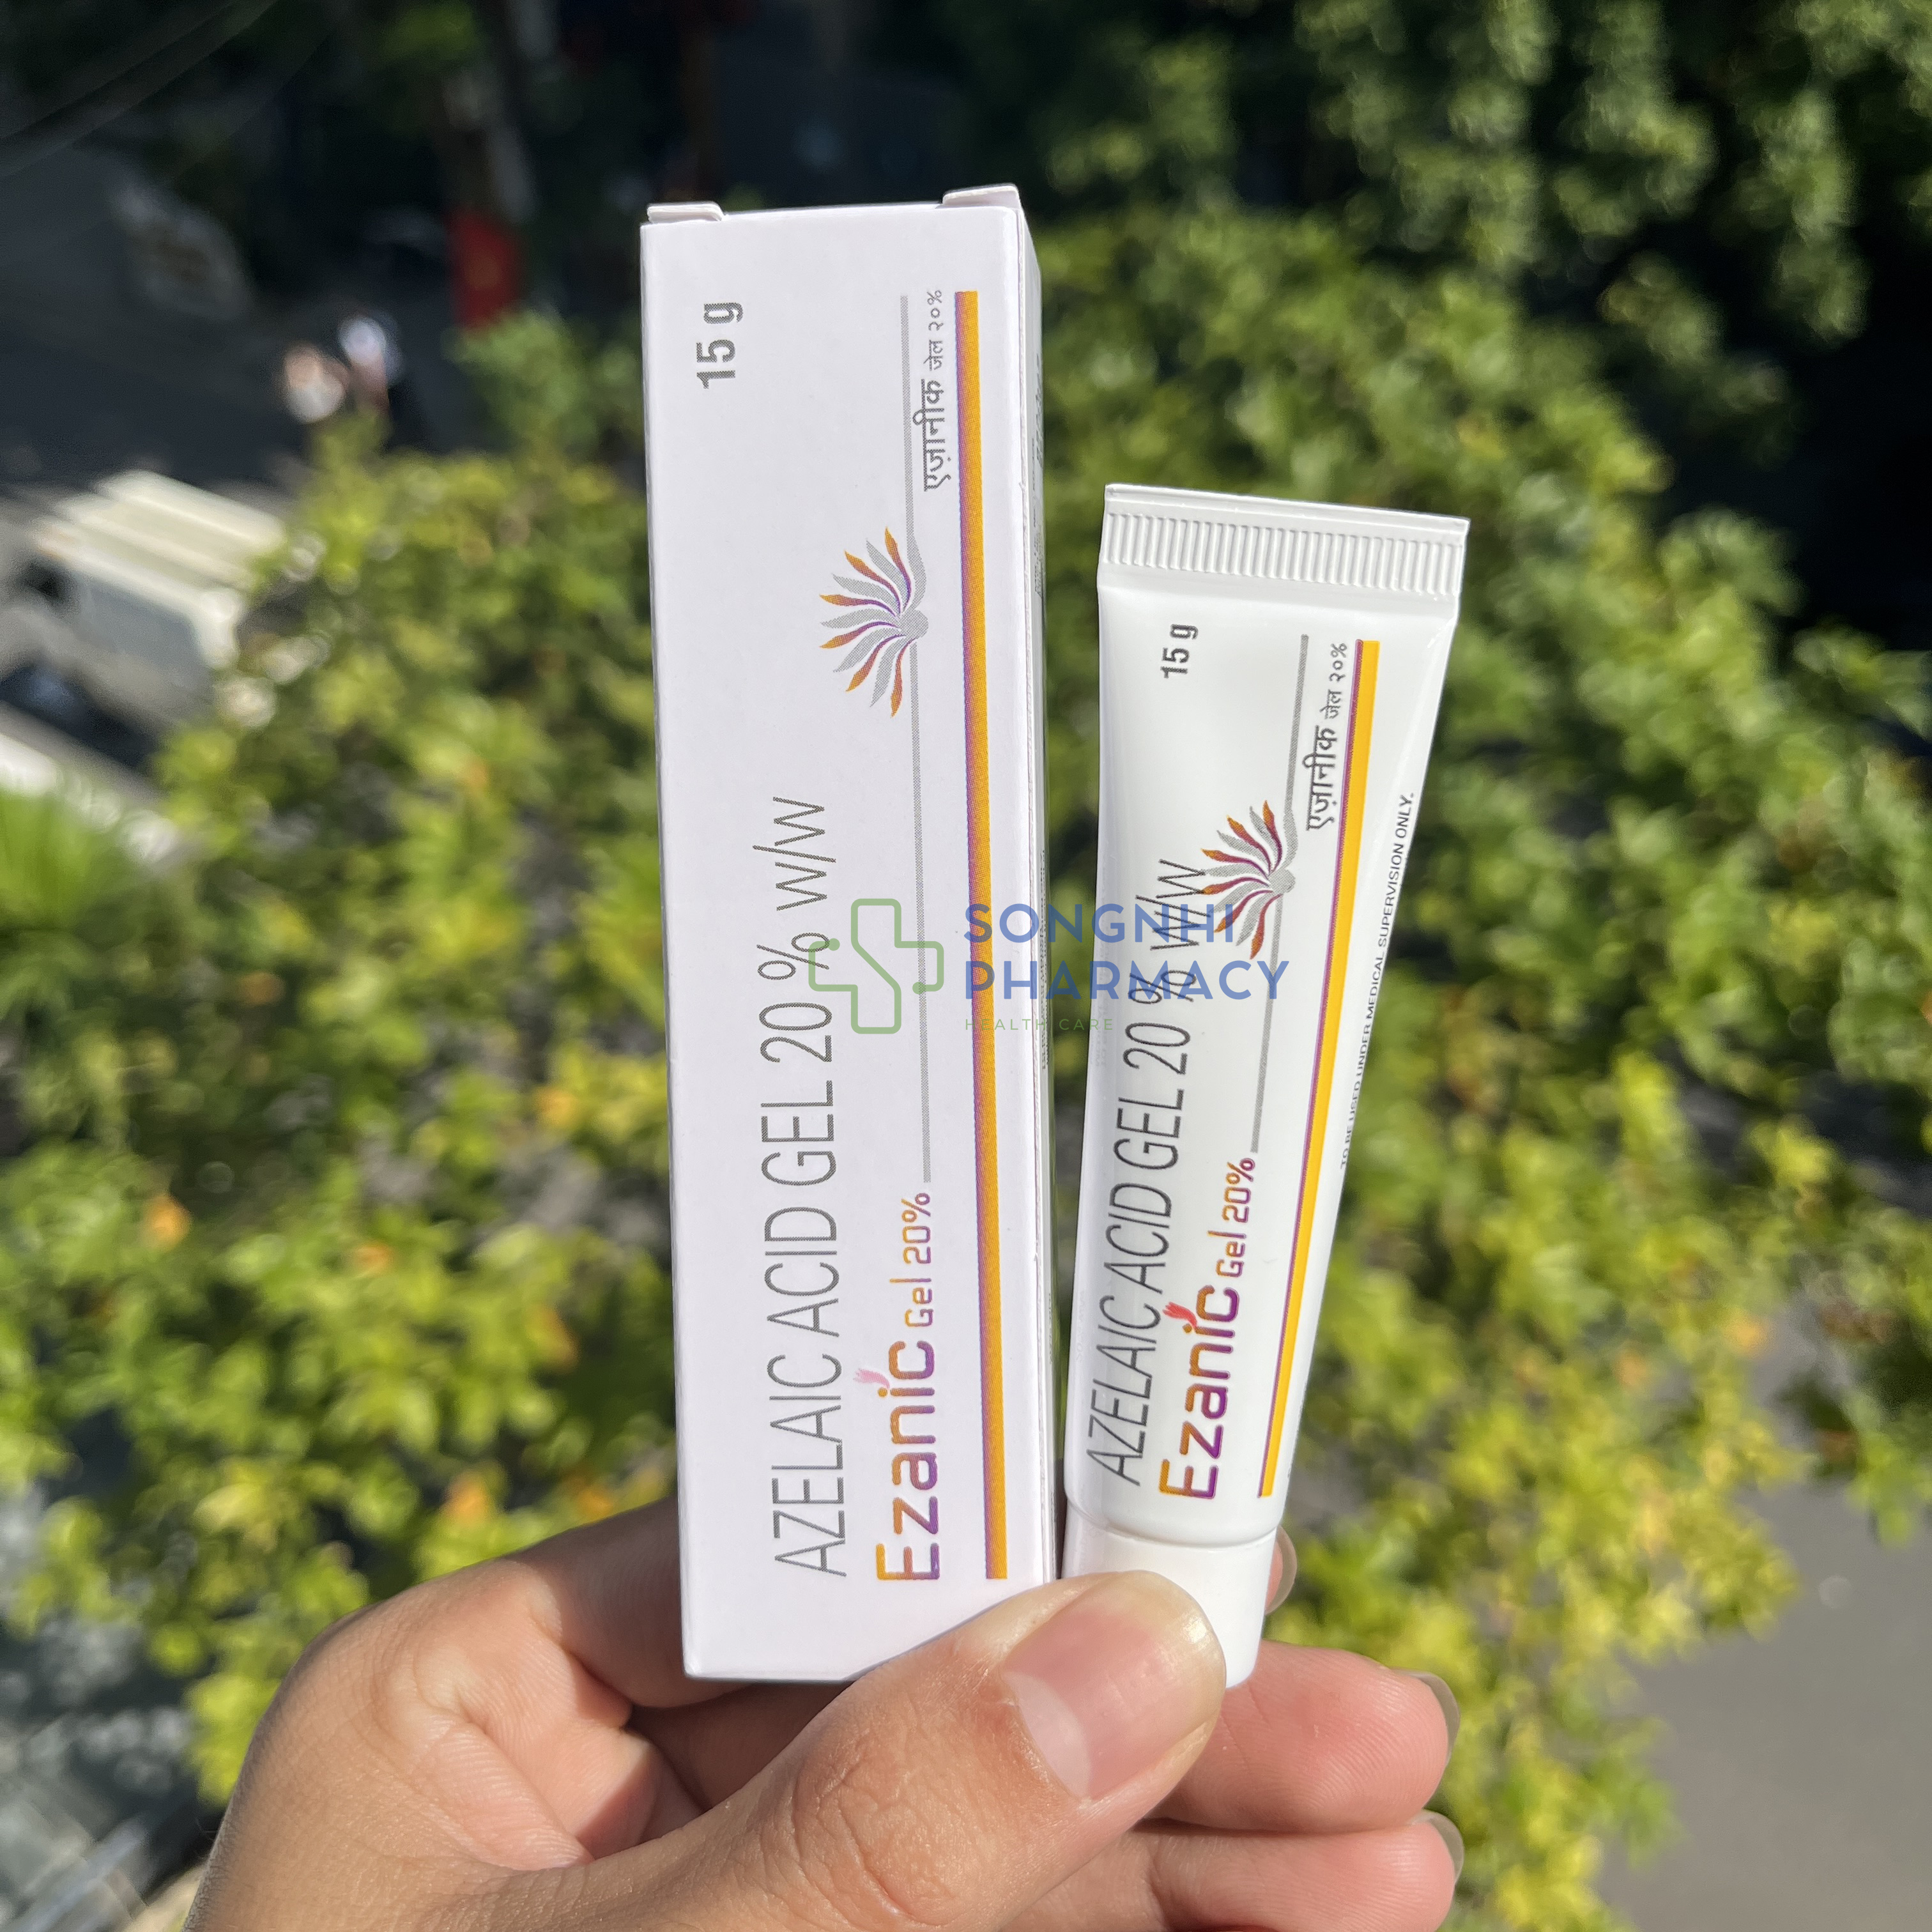 15 g
AZELAIC ACID GEL 20 % w/w
Ezanic Gel 20%
एज़ानीक जेल २०%
15 g
AZELAIC ACID GEL 20 % w/w
Ezanic Gel 20%
एज़ानीक जेल २०%
TO BE USED UNDER MEDICAL SUPERVISION ONLY.
SONGNHI
PHARMACY
HEALTH CARE